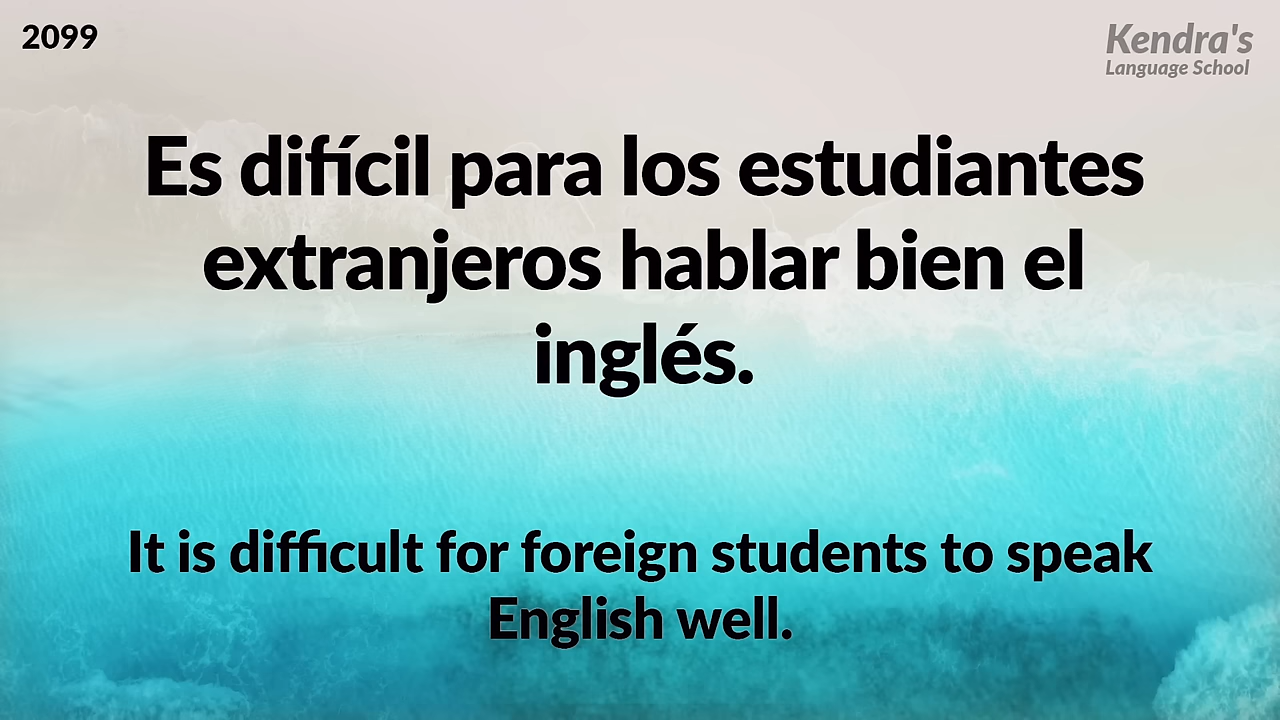 2099
Kendra's
Language School
Es difícil para los estudiantes
extranjeros hablar bien el
inglés.
It is difficult for foreign students to speak
English well.